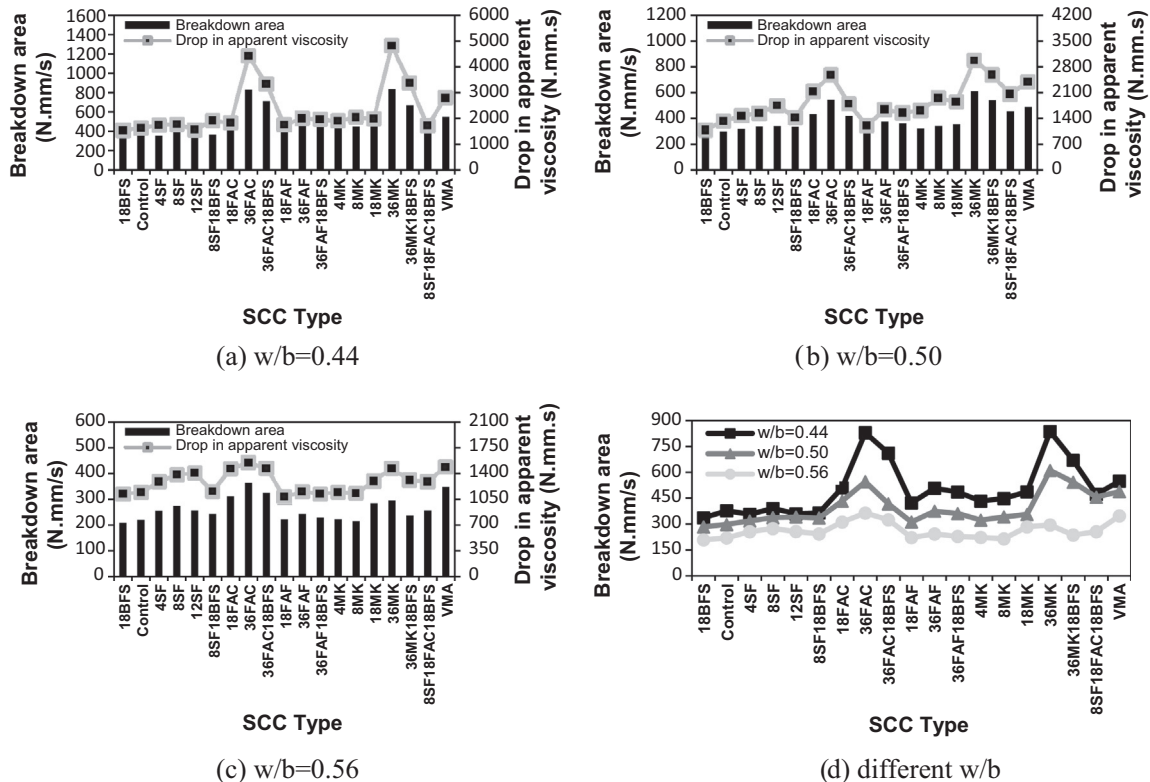 Breakdown area
(N.mm/s)
1600
1400
1200
1000
800
600
400
200
0
Breakdown area
Drop in apparent viscosity
6000
5000
4000
3000
2000
1000
0
Drop in apparent
viscosity (N.mm.s)
18BFS
Control
4SF
8SF
12SF
8SF18BFS
18FAC
36FAC
36FAC18BFS
18FAF
36FAF
36FAF18BFS
4MK
8MK
18MK
36MK
36MK18BFS
8SF18FAC18BFS
VMA
SCC Type
(a) w/b=0.44
Breakdown area
(N.mm/s)
1200
1000
800
600
400
200
0
Breakdown area
Drop in apparent viscosity
4200
3500
2800
2100
1400
700
0
Drop in apparent
viscosity (N.mm.s)
18BFS
Control
4SF
8SF
12SF
8SF18BFS
18FAC
36FAC
36FAC18BFS
18FAF
36FAF
36FAF18BFS
4MK
8MK
18MK
36MK
36MK18BFS
8SF18FAC18BFS
VMA
SCC Type
(b) w/b=0.50
Breakdown area
(N.mm/s)
600
500
400
300
200
100
0
Breakdown area
Drop in apparent viscosity
2100
1750
1400
1050
700
350
0
Drop in apparent
viscosity (N.mm.s)
18BFS
Control
4SF
8SF
12SF
8SF18BFS
18FAC
36FAC
36FAC18BFS
18FAF
36FAF
36FAF18BFS
4MK
8MK
18MK
36MK
36MK18BFS
8SF18FAC18BFS
VMA
SCC Type
(c) w/b=0.56
Breakdown area
(N.mm/s)
900
750
600
450
300
150
0
w/b=0.44
w/b=0.50
w/b=0.56
18BFS
Control
4SF
8SF
12SF
8SF18BFS
18FAC
36FAC
36FAC18BFS
18FAF
36FAF
36FAF18BFS
4MK
8MK
18MK
36MK
36MK18BFS
8SF18FAC18BFS
VMA
SCC Type
(d) different w/b